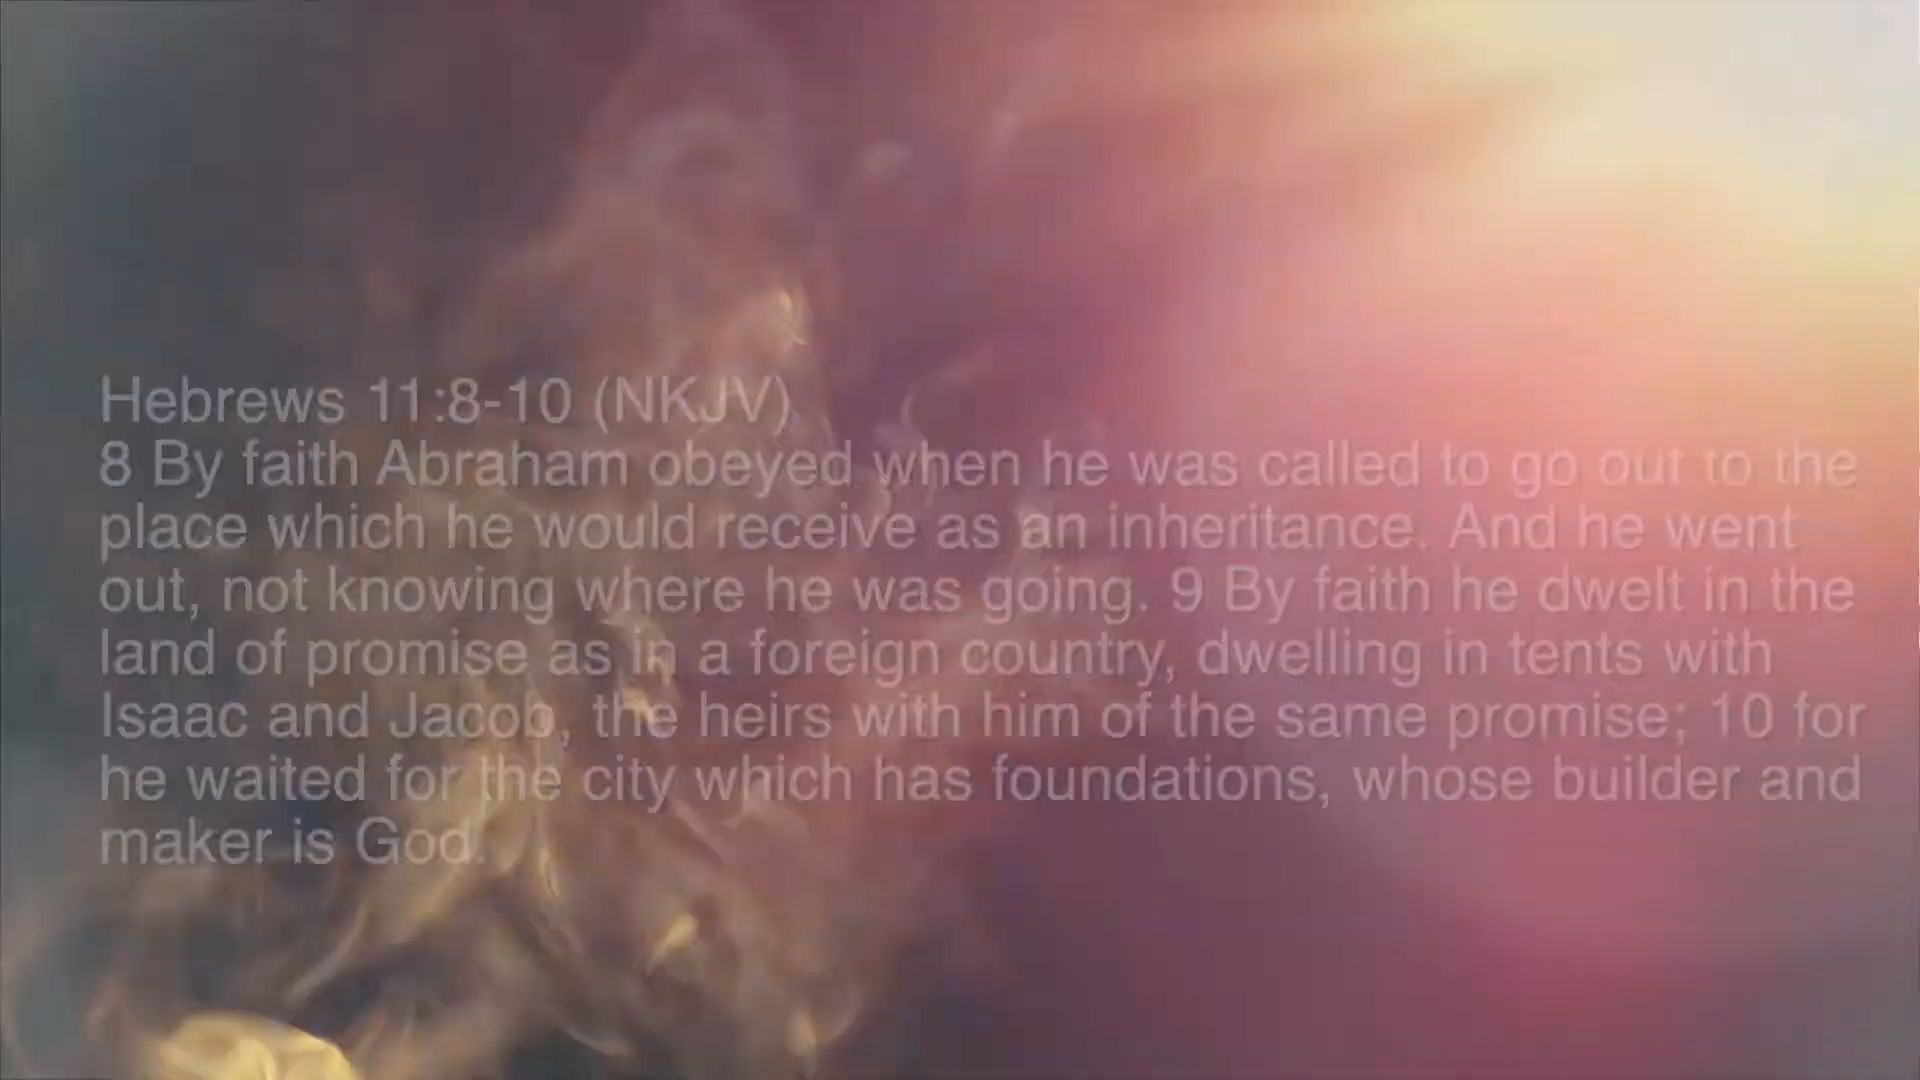 Hebrews 11:8-10 (NKJV)
8 By faith Abraham obeyed when he was called to go out to the
place which he would receive as an inheritance. And he went
out, not knowing where he was going. 9 By faith he dwelt in the
land of promise as in a foreign country, dwelling in tents with
Isaac and Jacob, the heirs with him of the same promise; 10 for
he waited for the city which has foundations, whose builder and
maker is God.